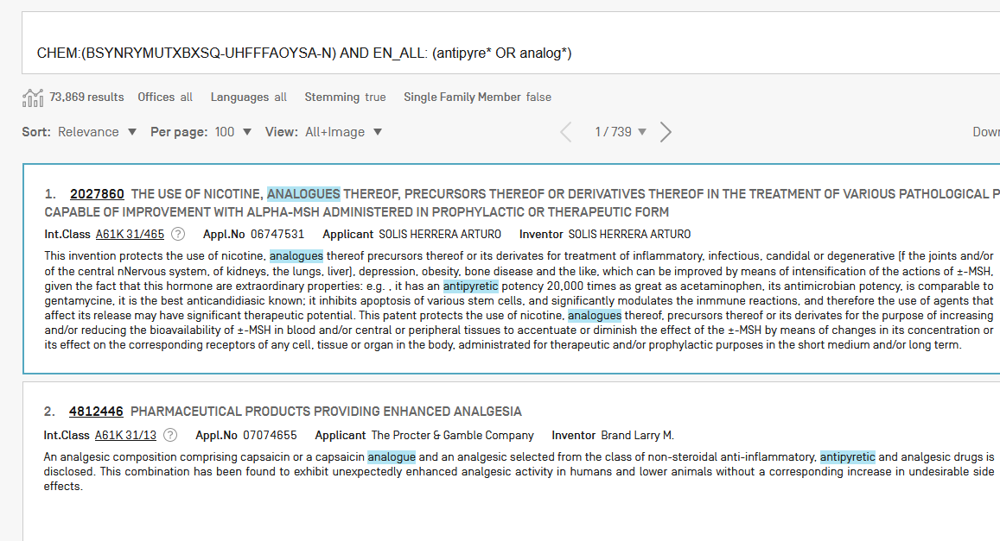 CHEM:(BSYNRYMUTXBXSQ-UHFFFAOYSA-N) AND EN_ALL: (antipyre* OR analog*)
73,869 results Offices all Languages all Stemming true Single Family Member false
Sort: Relevance Per page: 100 View: All+Image 1 / 739 Down
1. 2027860 THE USE OF NICOTINE, ANALOGUES THEREOF, PRECURSORS THEREOF OR DERIVATIVES THEREOF IN THE TREATMENT OF VARIOUS PATHOLOGICAL P
CAPABLE OF IMPROVEMENT WITH ALPHA-MSH ADMINISTERED IN PROPHYLACTIC OR THERAPEUTIC FORM
Int.Class A61K 31/465 ? Appl.No 06747531 Applicant SOLIS HERRERA ARTURO Inventor SOLIS HERRERA ARTURO
This invention protects the use of nicotine, analogues thereof precursors thereof or its derivates for treatment of inflammatory, infectious, candidal or degenerative [f the joints and/or
of the central nNervous system, of kidneys, the lungs, liver], depression, obesity, bone disease and the like, which can be improved by means of intensification of the actions of ±-MSH,
given the fact that this hormone are extraordinary properties: e.g. , it has an antipyretic potency 20,000 times as great as acetaminophen, its antimicrobian potency, is comparable to
gentamycine, it is the best anticandidiasic known; it inhibits apoptosis of various stem cells, and significantly modulates the inmmune reactions, and therefore the use of agents that
affect its release may have significant therapeutic potential. This patent protects the use of nicotine, analogues thereof, precursors thereof or its derivates for the purpose of increasing
and/or reducing the bioavailability of ±-MSH in blood and/or central or peripheral tissues to accentuate or diminish the effect of the ±-MSH by means of changes in its concentration or
its effect on the corresponding receptors of any cell, tissue or organ in the body, administrated for therapeutic and/or prophylactic purposes in the short medium and/or long term.
2. 4812446 PHARMACEUTICAL PRODUCTS PROVIDING ENHANCED ANALGESIA
Int.Class A61K 31/13 ? Appl.No 07074655 Applicant The Procter & Gamble Company Inventor Brand Larry M.
An analgesic composition comprising capsaicin or a capsaicin analogue and an analgesic selected from the class of non-steroidal anti-inflammatory, antipyretic and analgesic drugs is
disclosed. This combination has been found to exhibit unexpectedly enhanced analgesic activity in humans and lower animals without a corresponding increase in undesirable side
effects.